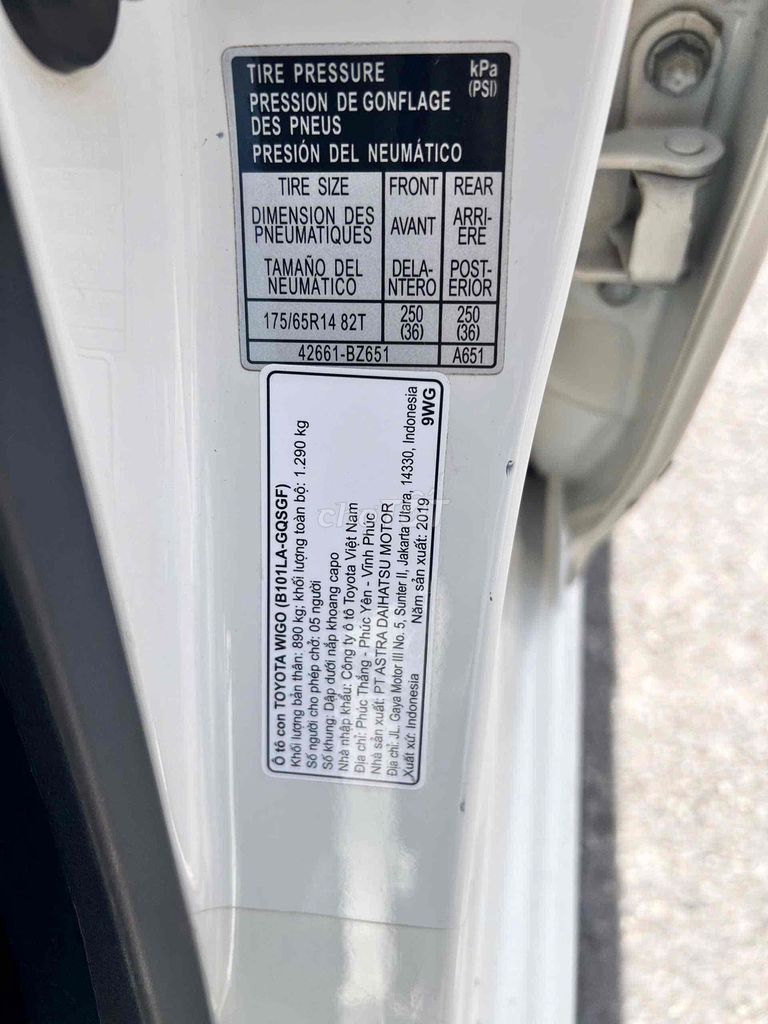 TIRE PRESSURE kPa
PRESSION DE GONFLAGE (PSI)
DES PNEUS
PRESIÓN DEL NEUMÁTICO
TIRE SIZE FRONT REAR
DIMENSION DES PNEUMATIQUES AVANT ARRI-ERE
TAMAÑO DEL NEUMÁTICO DELA-NTERO POST-ERIOR
175/65R14 82T 250 (36) 250 (36)
42661-BZ651 A651
Ô tô con TOYOTA WIGO (B101LA-GQSGF)
Khối lượng bản thân: 890 kg; khối lượng toàn bộ: 1.290 kg
Số người cho phép chở: 05 người
Số khung: Dập dưới nắp khoang capo
Nhà nhập khẩu: Công ty ô tô Toyota Việt Nam
Địa chỉ: Phúc Thắng - Phúc Yên - Vĩnh Phúc
Nhà sản xuất: PT ASTRA DAIHATSU MOTOR
Địa chỉ: JL. Gaya Motor III No. 5, Sunter II, Jakarta Utara, 14330, Indonesia
Xuất xứ: Indonesia Năm sản xuất: 2019 9WG